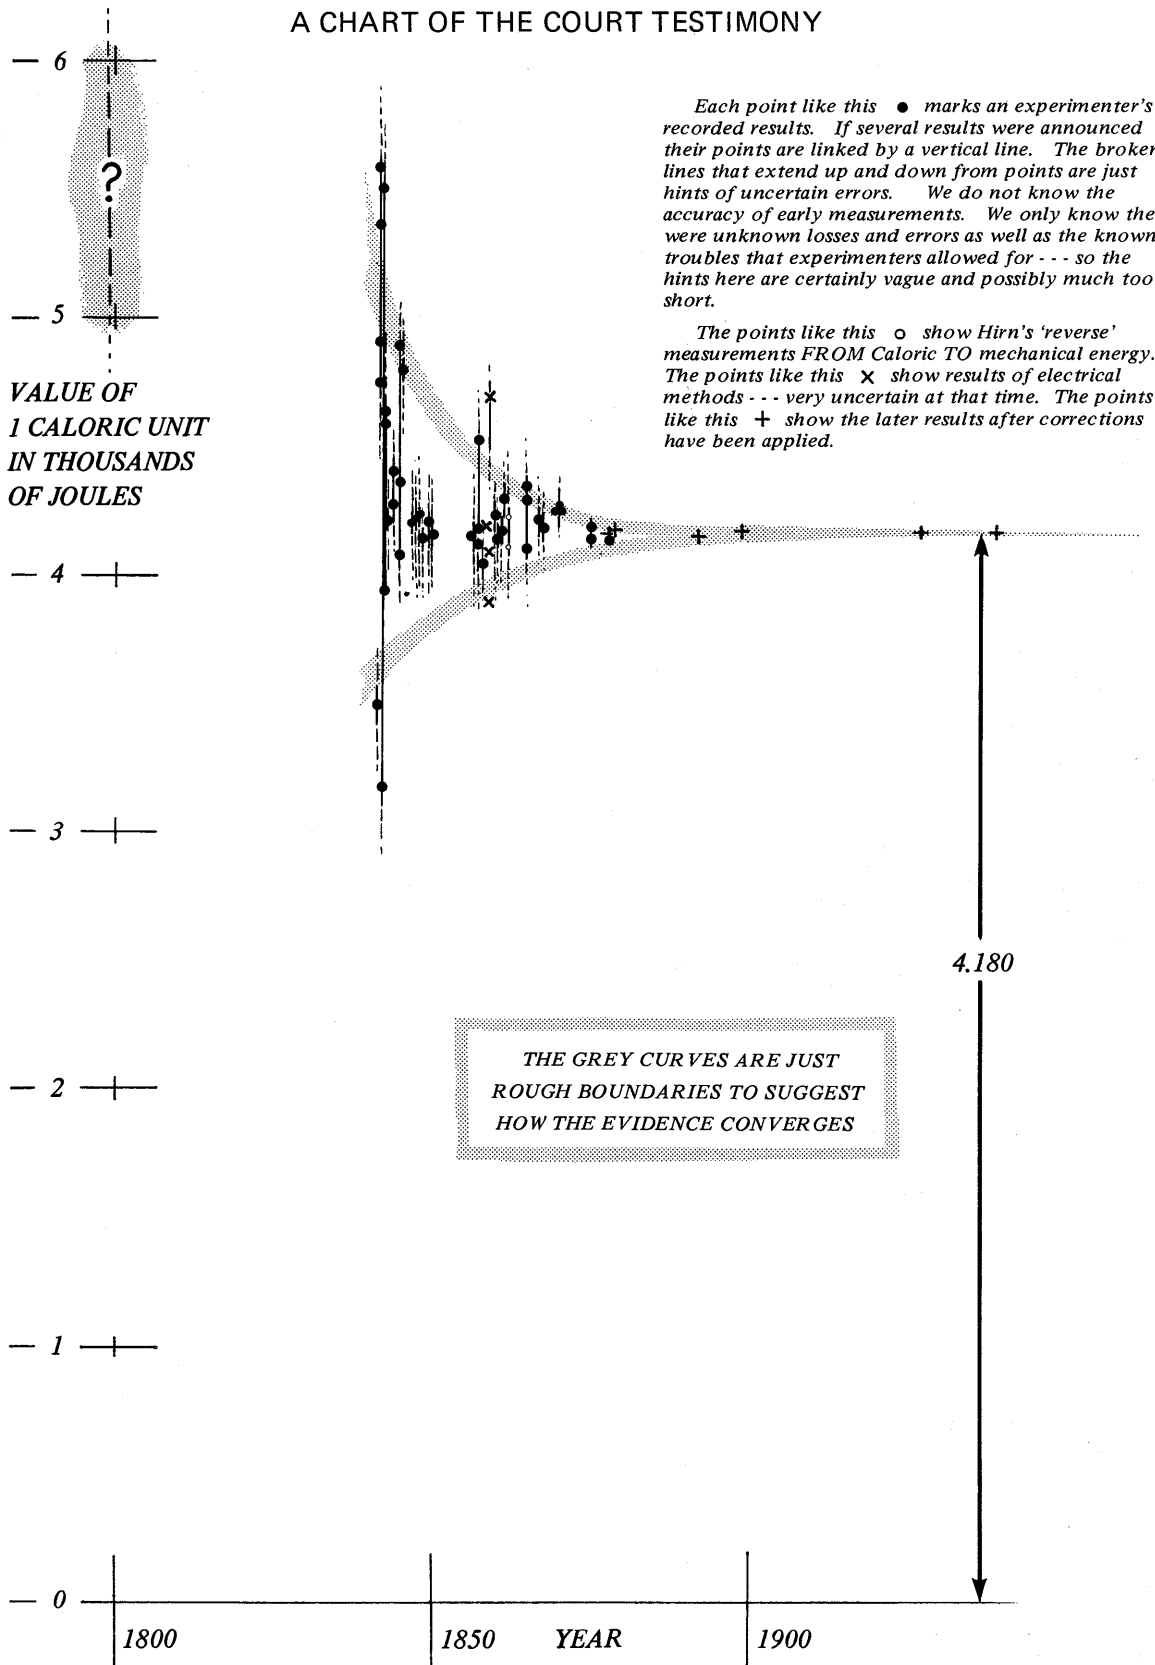 A CHART OF THE COURT TESTIMONY
6
?
5
VALUE OF
1 CALORIC UNIT
IN THOUSANDS
OF JOULES
Each point like this ● marks an experimenter's
recorded results. If several results were announced
their points are linked by a vertical line. The broken
lines that extend up and down from points are just
hints of uncertain errors. We do not know the
accuracy of early measurements. We only know the
were unknown losses and errors as well as the known
troubles that experimenters allowed for --- so the
hints here are certainly vague and possibly much too
short.
The points like this o show Hirn's 'reverse'
measurements FROM Caloric TO mechanical energy.
The points like this × show results of electrical
methods --- very uncertain at that time. The points
like this + show the later results after corrections
have been applied.
4
3
4.180
THE GREY CURVES ARE JUST
ROUGH BOUNDARIES TO SUGGEST
HOW THE EVIDENCE CONVERGES
2
1
0
1800 1850 YEAR 1900